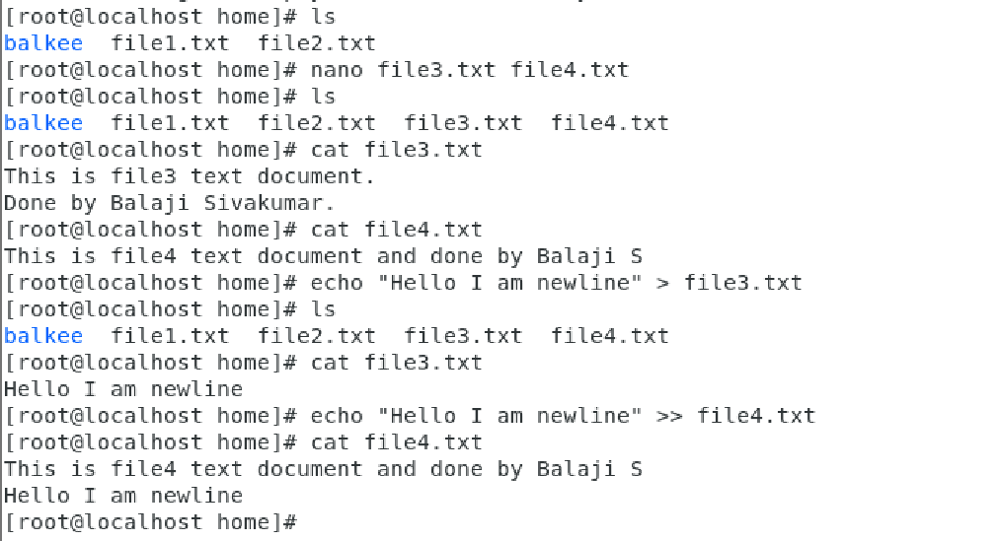 [root@localhost home]# ls
balkee  file1.txt  file2.txt
[root@localhost home]# nano file3.txt file4.txt
[root@localhost home]# ls
balkee  file1.txt  file2.txt  file3.txt  file4.txt
[root@localhost home]# cat file3.txt
This is file3 text document.
Done by Balaji Sivakumar.
[root@localhost home]# cat file4.txt
This is file4 text document and done by Balaji S
[root@localhost home]# echo "Hello I am newline" > file3.txt
[root@localhost home]# ls
balkee  file1.txt  file2.txt  file3.txt  file4.txt
[root@localhost home]# cat file3.txt
Hello I am newline
[root@localhost home]# echo "Hello I am newline" >> file4.txt
[root@localhost home]# cat file4.txt
This is file4 text document and done by Balaji S
Hello I am newline
[root@localhost home]#